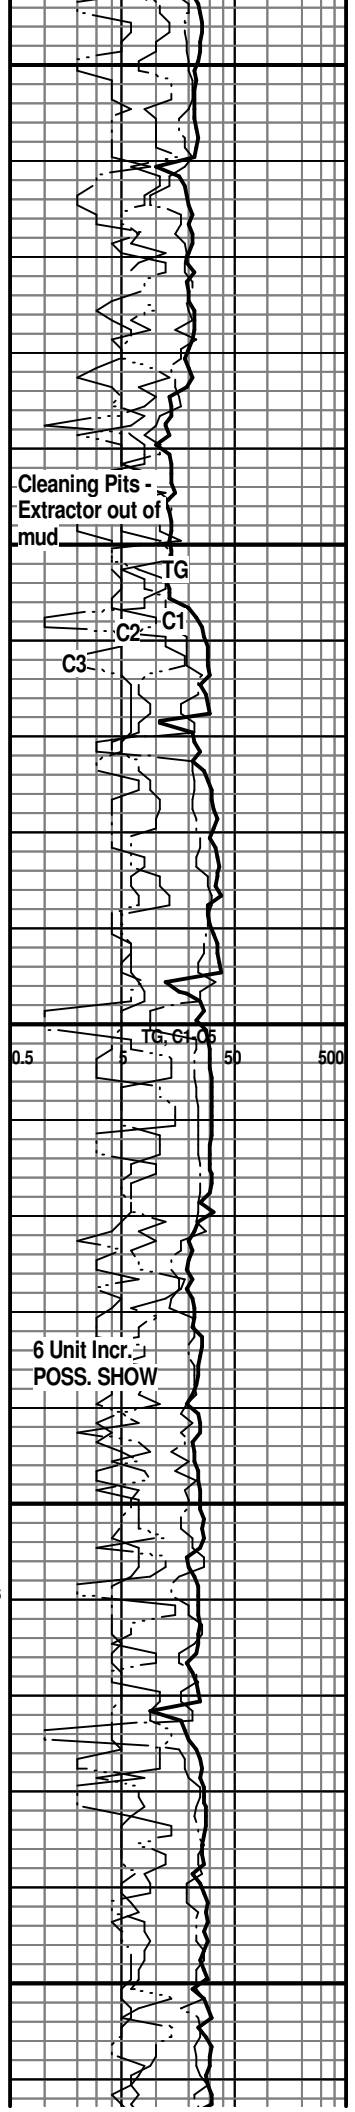 Cleaning Pits -
Extractor out of
mud
TG
C1
C2
C3
TG, C1-C5
0.5 5 50 500
6 Unit Incr.
POSS. SHOW